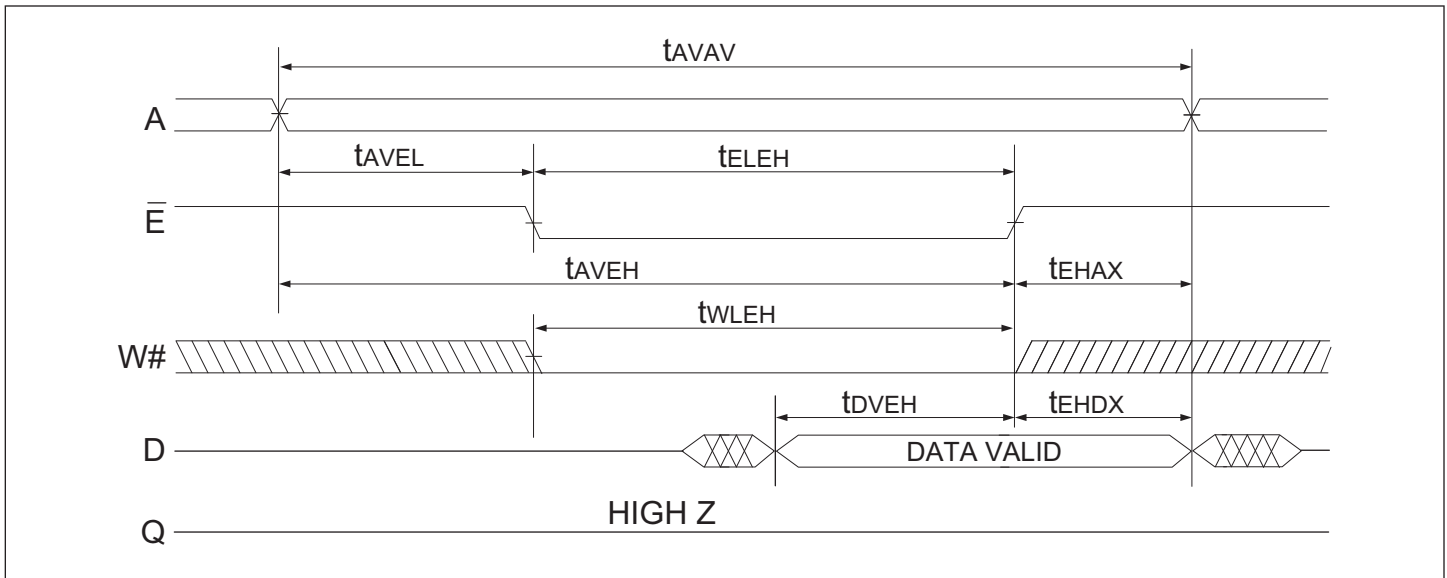 tAVAV
A
tAVEL
tELEH
E̅
tAVEH
tEHAX
tWLEH
W#
tDVEH
tEHDX
D
DATA VALID
HIGH Z
Q